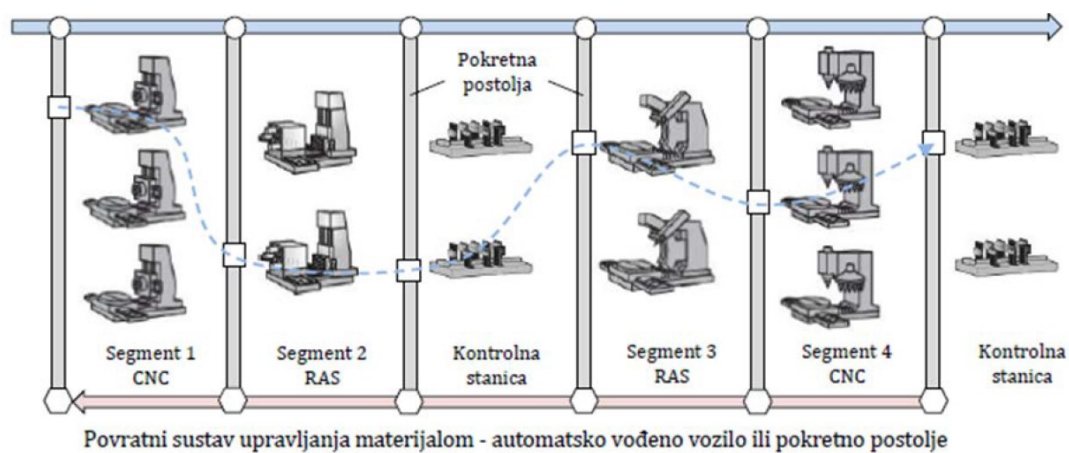 Pokretna
postolja
Segment 1
CNC
Segment 2
RAS
Kontrolna
stanica
Segment 3
RAS
Segment 4
CNC
Kontrolna
stanica
Povratni sustav upravljanja materijalom - automatsko vođeno vozilo ili pokretno postolje